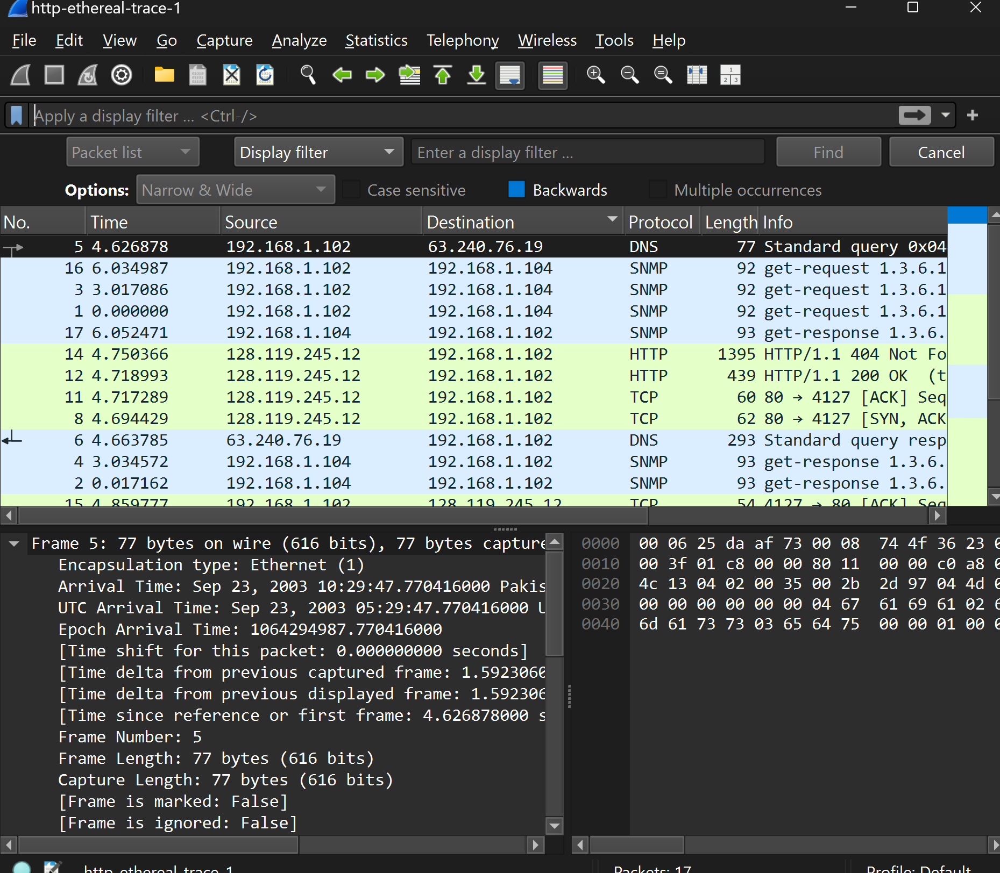 http-ethereal-trace-1
File Edit View Go Capture Analyze Statistics Telephony Wireless Tools Help
Apply a display filter ... <Ctrl-/>
Packet list Display filter Enter a display filter ... Find Cancel
Options: Narrow & Wide Case sensitive Backwards Multiple occurrences
No. Time Source Destination Protocol Length Info
5 4.626878 192.168.1.102 63.240.76.19 DNS 77 Standard query 0x04
16 6.034987 192.168.1.102 192.168.1.104 SNMP 92 get-request 1.3.6.1
3 3.017086 192.168.1.102 192.168.1.104 SNMP 92 get-request 1.3.6.1
1 0.000000 192.168.1.102 192.168.1.104 SNMP 92 get-request 1.3.6.1
17 6.052471 192.168.1.104 192.168.1.102 SNMP 93 get-response 1.3.6.
14 4.750366 128.119.245.12 192.168.1.102 HTTP 1395 HTTP/1.1 404 Not Fo
12 4.718993 128.119.245.12 192.168.1.102 HTTP 439 HTTP/1.1 200 OK (t
11 4.717289 128.119.245.12 192.168.1.102 TCP 60 80 → 4127 [ACK] Seq
8 4.694429 128.119.245.12 192.168.1.102 TCP 62 80 → 4127 [SYN, ACK
6 4.663785 63.240.76.19 192.168.1.102 DNS 293 Standard query resp
4 3.034572 192.168.1.104 192.168.1.102 SNMP 93 get-response 1.3.6.
2 0.017162 192.168.1.104 192.168.1.102 SNMP 93 get-response 1.3.6.
15 4.859777 192.168.1.102 128.119.245.12 TCP 54 4127 → 80 [ACK] Seq
Frame 5: 77 bytes on wire (616 bits), 77 bytes capture
Encapsulation type: Ethernet (1)
Arrival Time: Sep 23, 2003 10:29:47.770416000 Pakis
UTC Arrival Time: Sep 23, 2003 05:29:47.770416000 U
Epoch Arrival Time: 1064294987.770416000
[Time shift for this packet: 0.000000000 seconds]
[Time delta from previous captured frame: 1.5923060
[Time delta from previous displayed frame: 1.592306
[Time since reference or first frame: 4.626878000 s
Frame Number: 5
Frame Length: 77 bytes (616 bits)
Capture Length: 77 bytes (616 bits)
[Frame is marked: False]
[Frame is ignored: False]
0000 00 06 25 da af 73 00 08 74 4f 36 23 0
0010 00 3f 01 c8 00 00 80 11 00 00 c0 a8 0
0020 4c 13 04 02 00 35 00 2b 2d 97 04 4d 0
0030 00 00 00 00 00 00 04 67 61 69 61 02 6
0040 6d 61 73 73 03 65 64 75 00 00 01 00 0
http-ethereal-trace-1 Packets: 17 Profile: Default